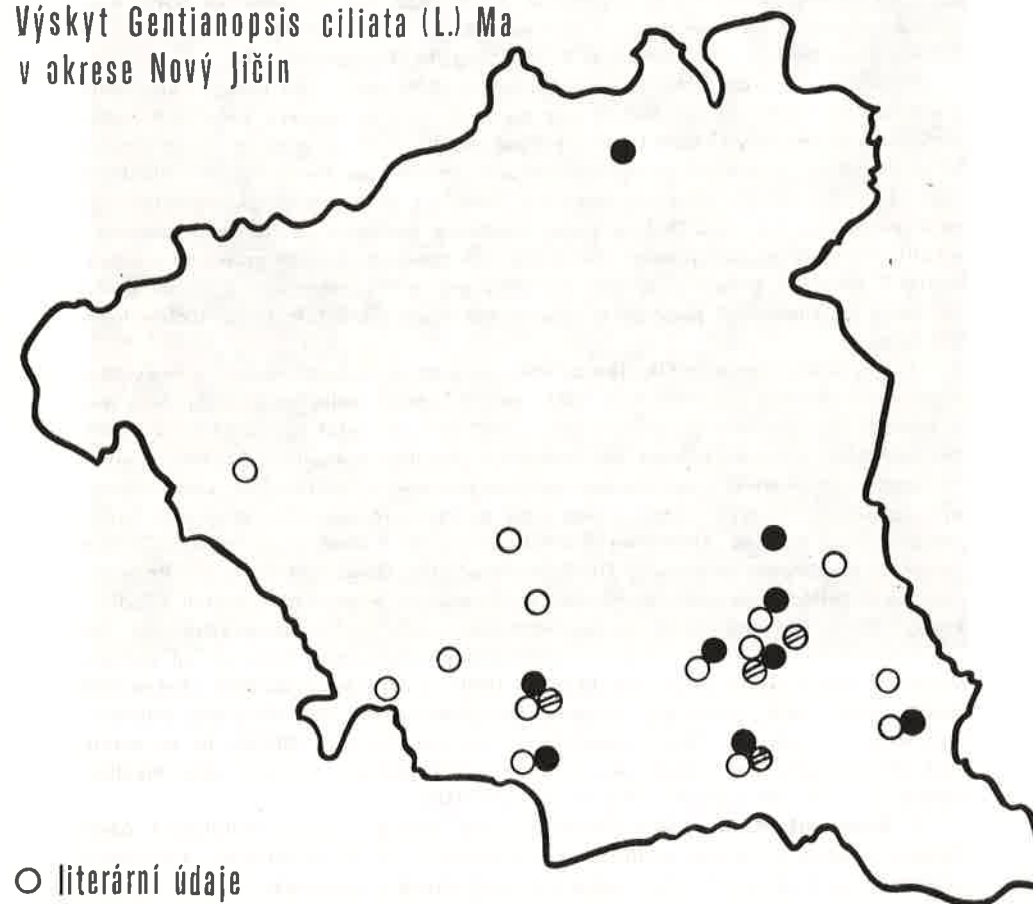 Výskyt Gentianopsis ciliata (L.) Ma
v okrese Nový Jičín
literární údaje